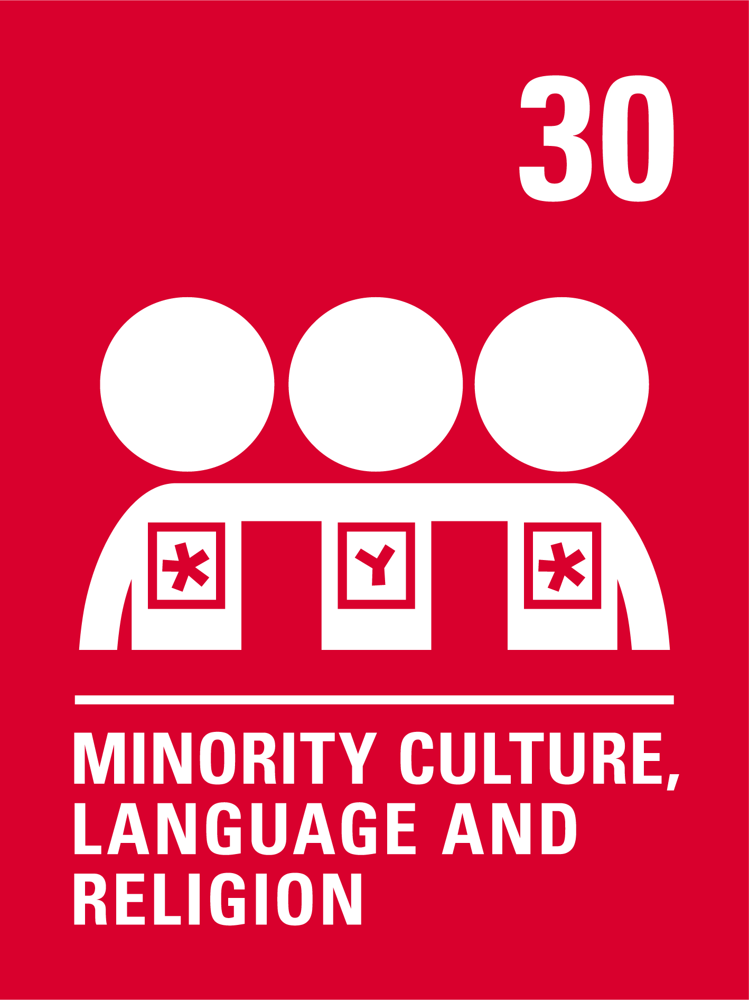 30
MINORITY CULTURE,
LANGUAGE AND
RELIGION